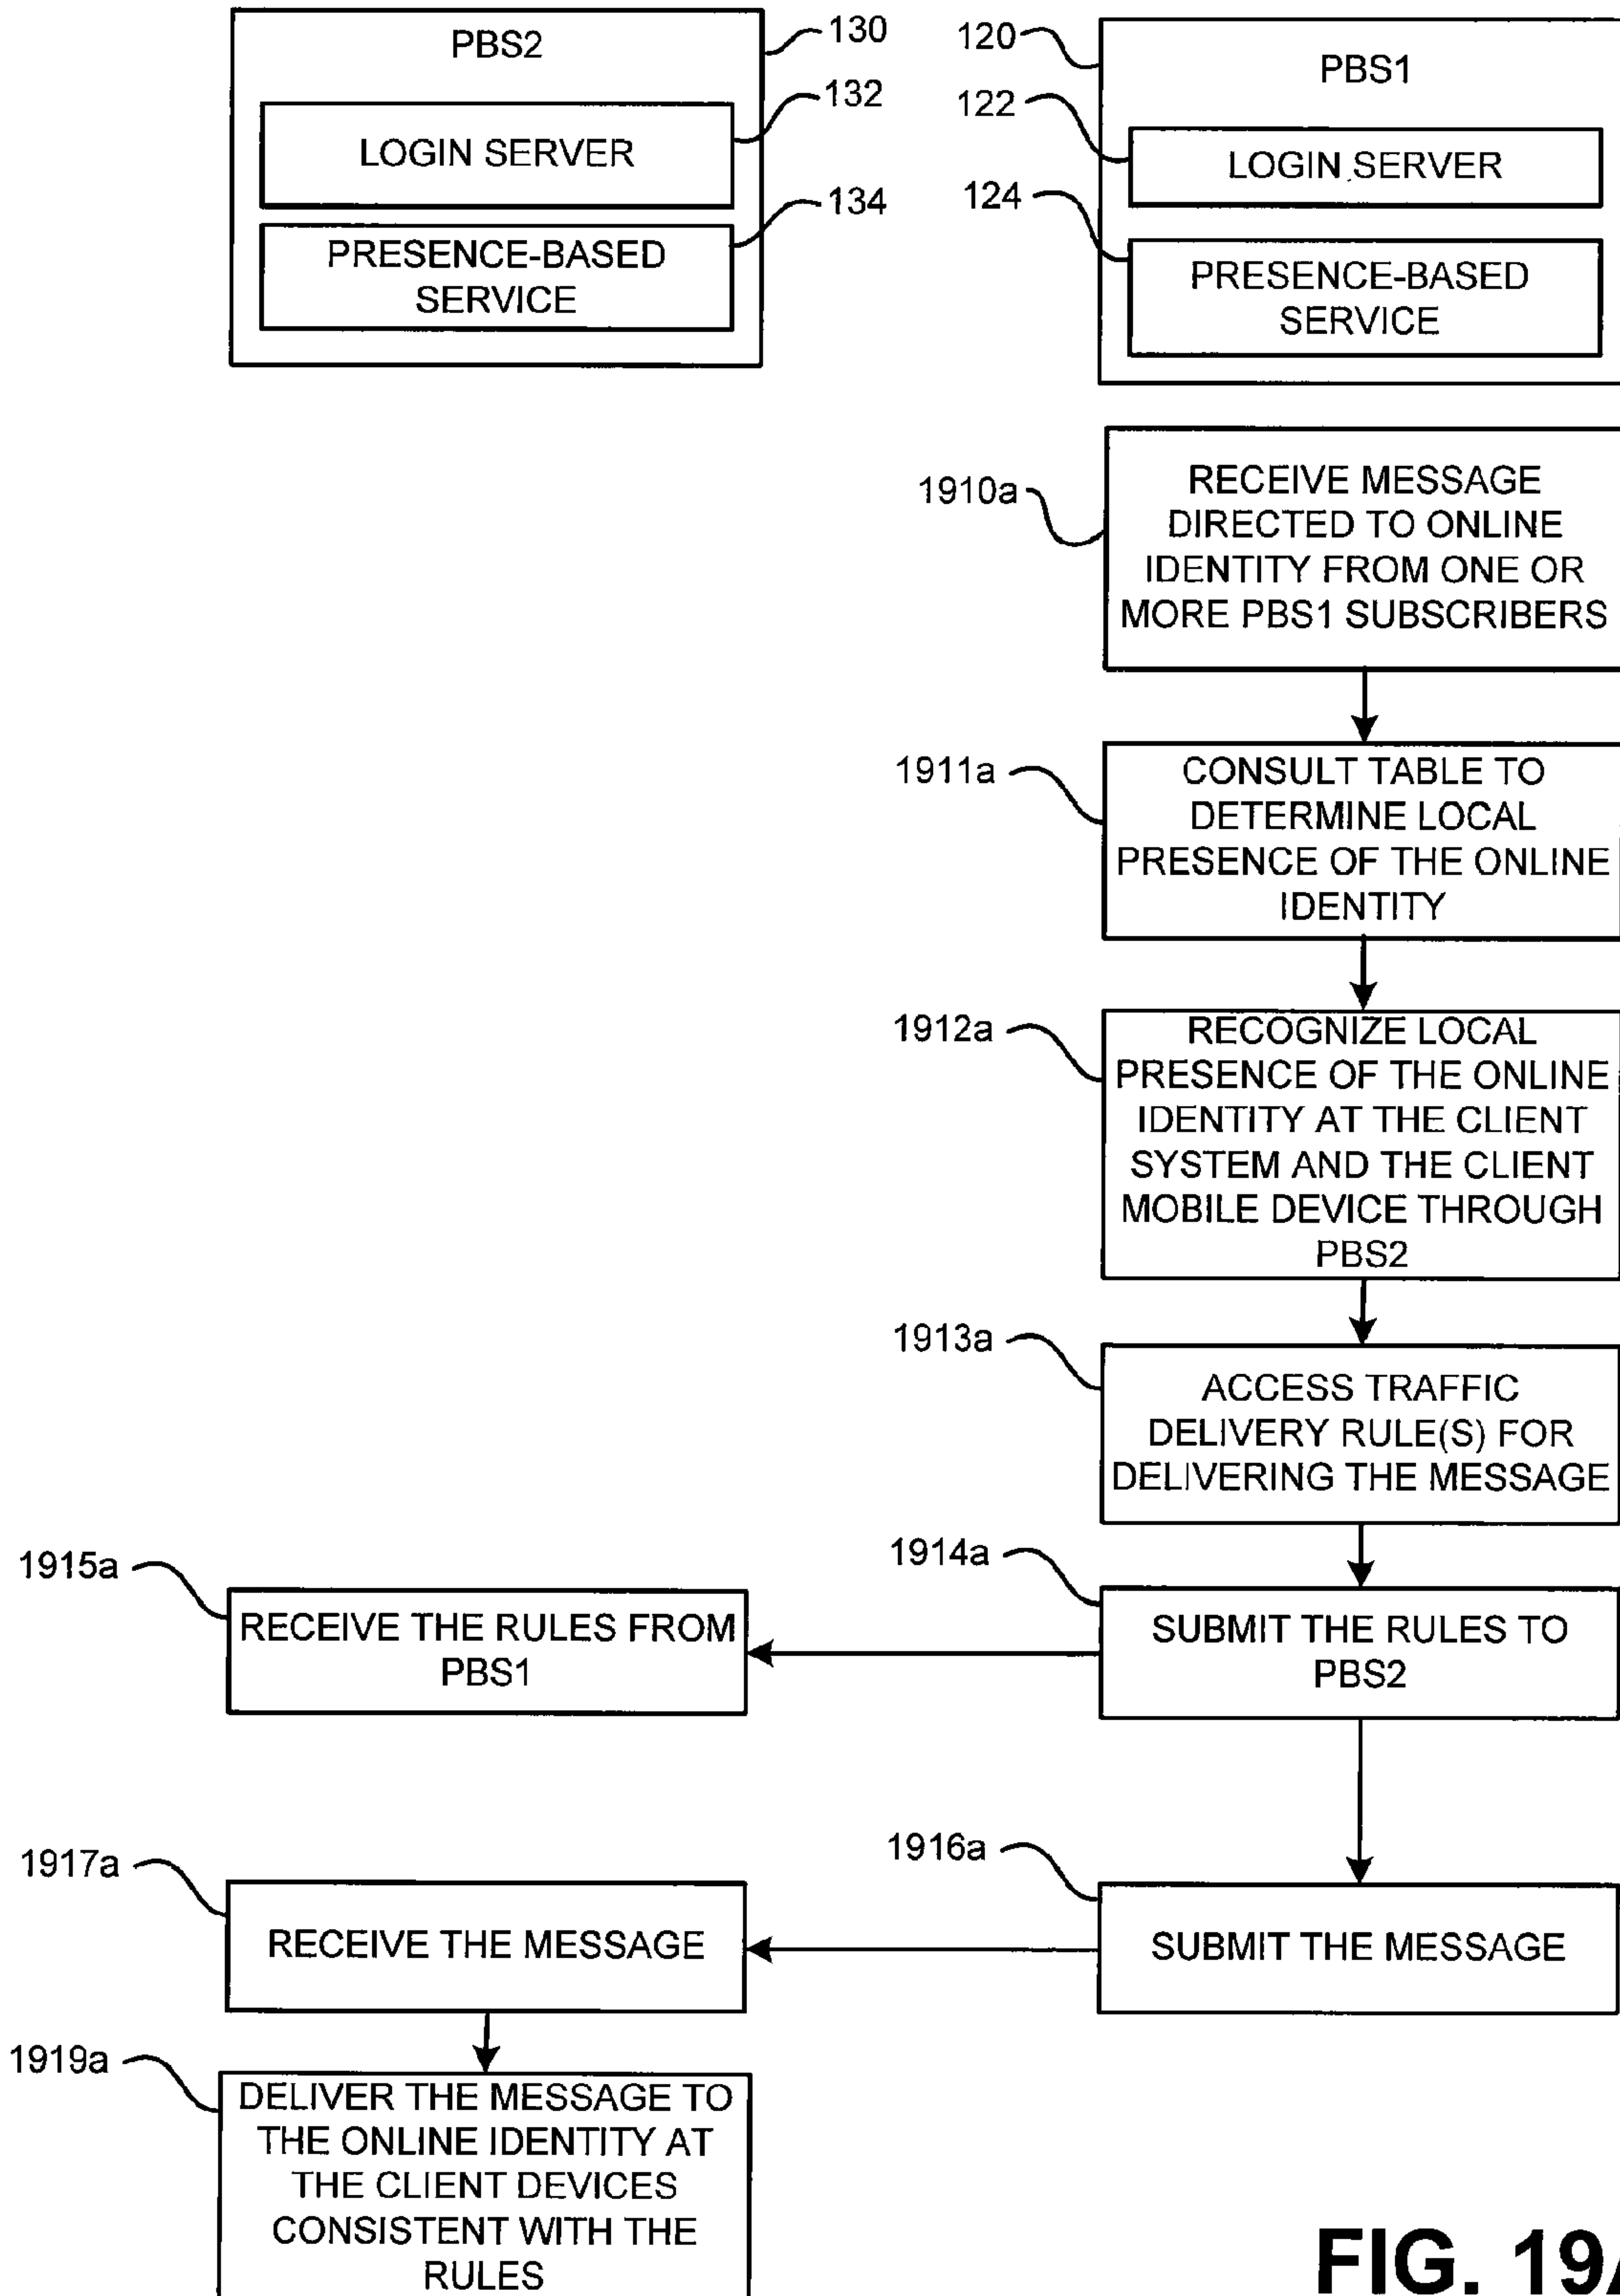 PBS2
130
LOGIN SERVER
132
PRESENCE-BASED
SERVICE
134
120
PBS1
122
LOGIN SERVER
124
PRESENCE-BASED
SERVICE
1910a
RECEIVE MESSAGE
DIRECTED TO ONLINE
IDENTITY FROM ONE OR
MORE PBS1 SUBSCRIBERS
1911a
CONSULT TABLE TO
DETERMINE LOCAL
PRESENCE OF THE ONLINE
IDENTITY
1912a
RECOGNIZE LOCAL
PRESENCE OF THE ONLINE
IDENTITY AT THE CLIENT
SYSTEM AND THE CLIENT
MOBILE DEVICE THROUGH
PBS2
1913a
ACCESS TRAFFIC
DELIVERY RULE(S) FOR
DELIVERING THE MESSAGE
1914a
SUBMIT THE RULES TO
PBS2
1915a
RECEIVE THE RULES FROM
PBS1
1916a
SUBMIT THE MESSAGE
1917a
RECEIVE THE MESSAGE
1919a
DELIVER THE MESSAGE TO
THE ONLINE IDENTITY AT
THE CLIENT DEVICES
CONSISTENT WITH THE
RULES
FIG. 19A